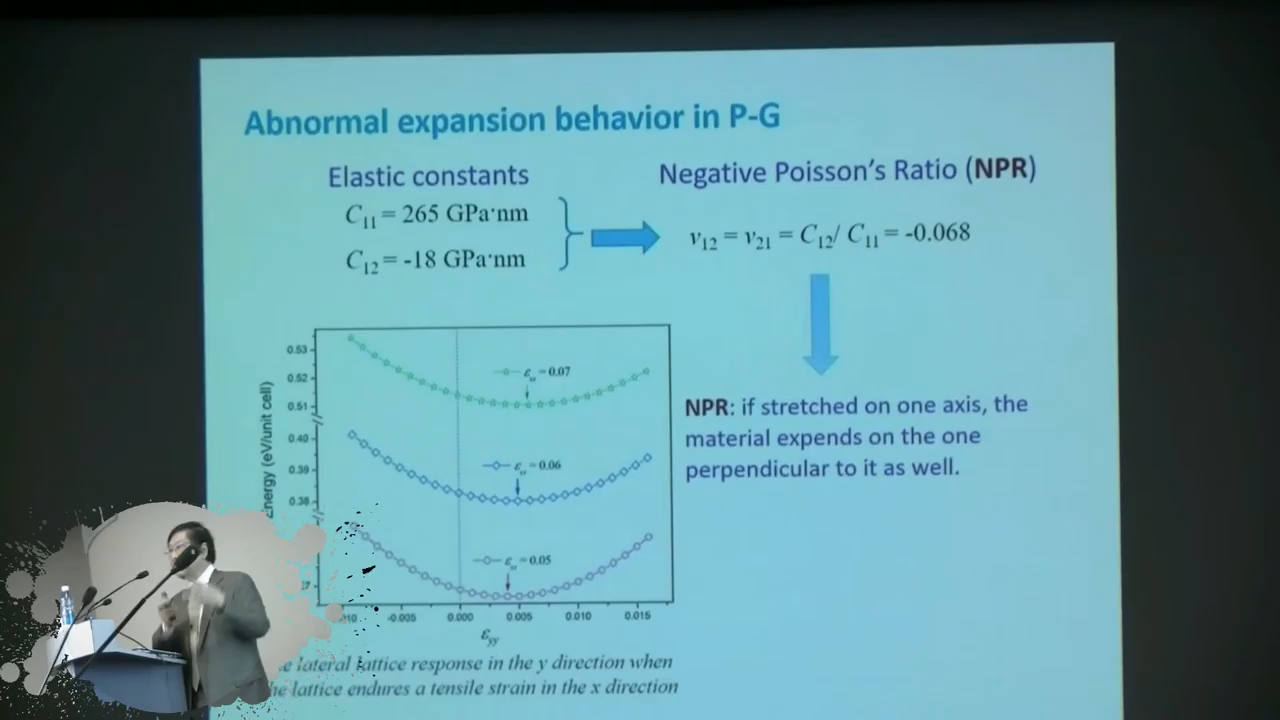 Abnormal expansion behavior in P-G
Elastic constants
C11 = 265 GPa·nm
C12 = -18 GPa·nm
Negative Poisson's Ratio (NPR)
ν12 = ν21 = C12/ C11 = -0.068
NPR: if stretched on one axis, the
material expends on the one
perpendicular to it as well.
0.53
0.52
0.51
0.40
0.39
0.38
Energy (eV/unit cell)
εxx = 0.07
εxx = 0.06
εxx = 0.05
-0.005
0.000
0.005
0.010
0.015
εyy
lateral lattice response in the y direction when
lattice endures a tensile strain in the x direction